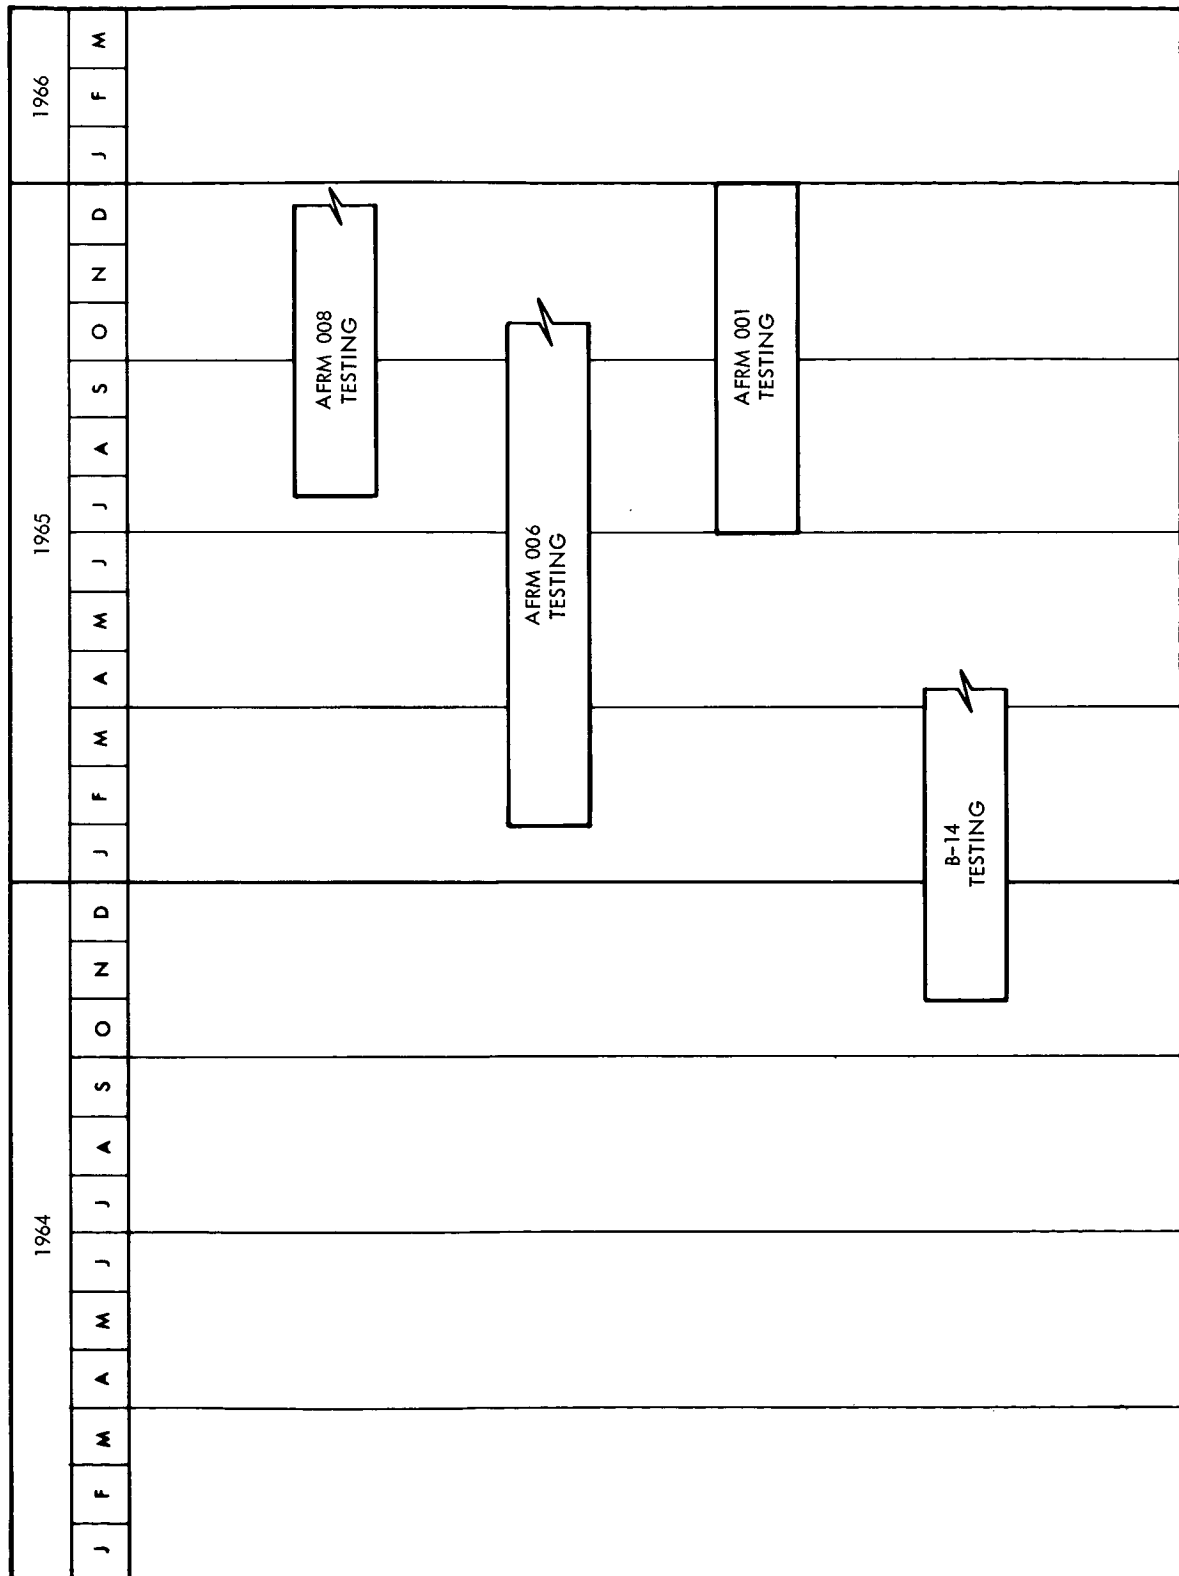 1964 1965 1966
J F M A M J J A S O N D J F M A M J J A S O N D J F M
AFRM 008
TESTING
AFRM 006
TESTING
AFRM 001
TESTING
B-14
TESTING